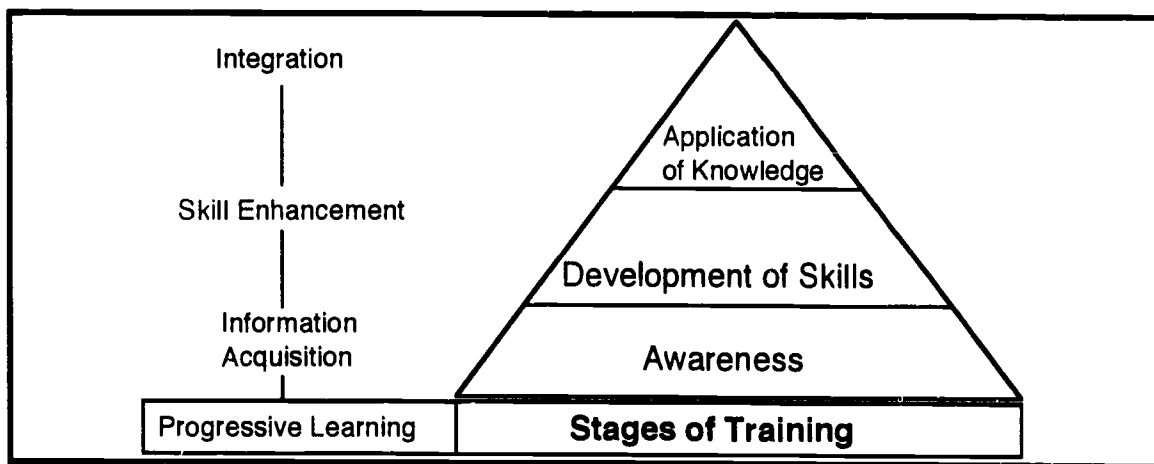 Integration
Skill Enhancement
Information
Acquisition
Progressive Learning
Application
of Knowledge
Development of Skills
Awareness
Stages of Training